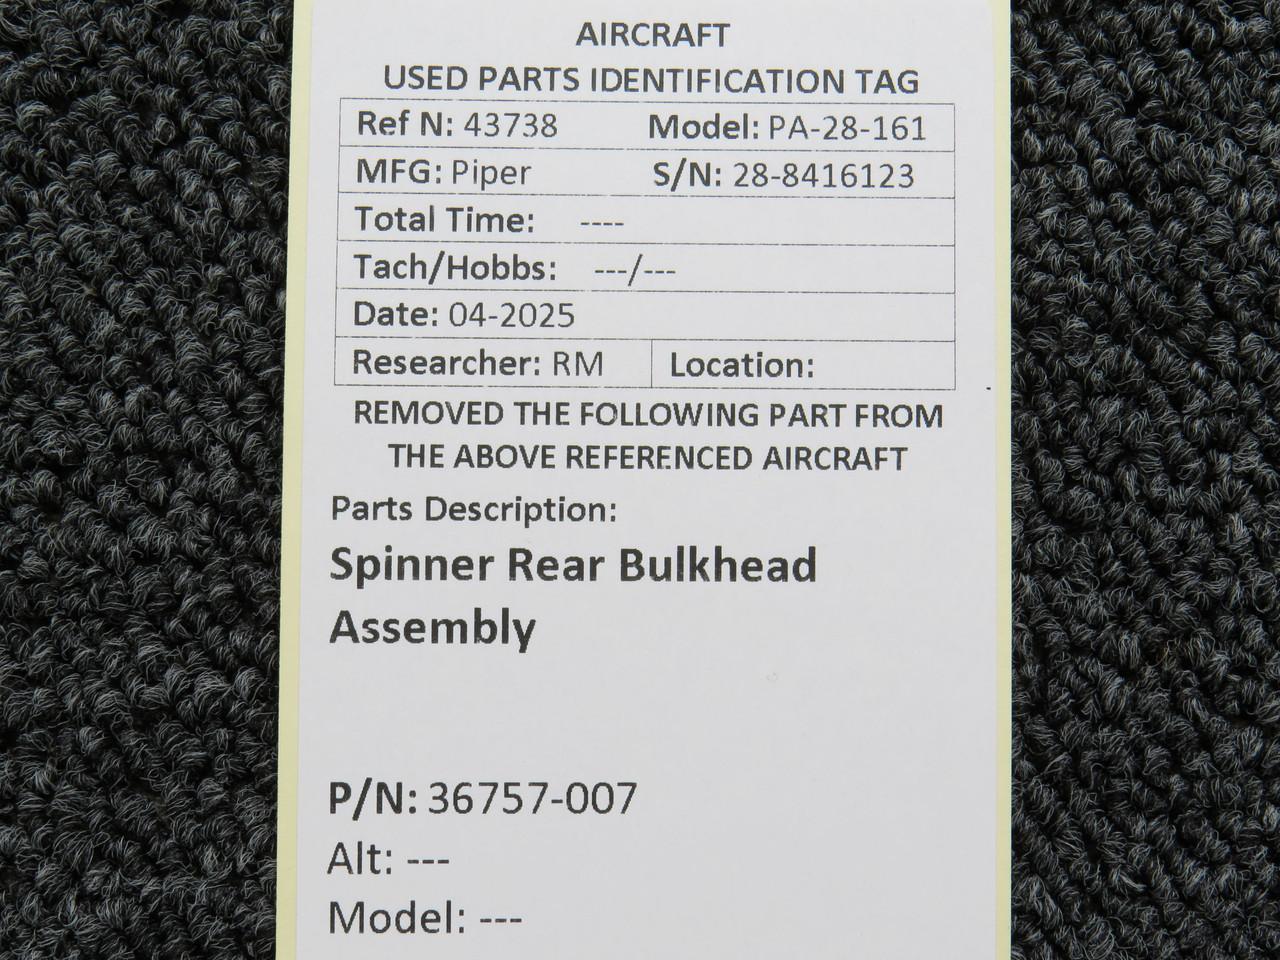 AIRCRAFT
USED PARTS IDENTIFICATION TAG
Ref N: 43738 Model: PA-28-161
MFG: Piper S/N: 28-8416123
Total Time: ----
Tach/Hobbs: ---/---
Date: 04-2025
Researcher: RM Location:
REMOVED THE FOLLOWING PART FROM
THE ABOVE REFERENCED AIRCRAFT
Parts Description:
Spinner Rear Bulkhead
Assembly
P/N: 36757-007
Alt: ---
Model: ---